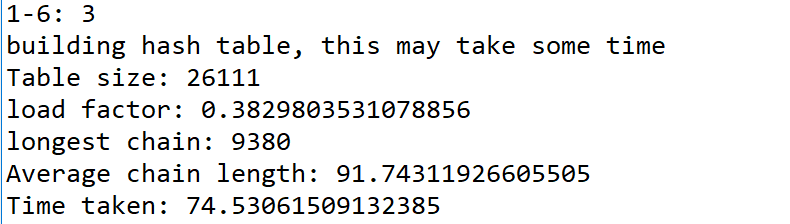 1-6: 3
building hash table, this may take some time
Table size: 26111
load factor: 0.3829803531078856
longest chain: 9380
Average chain length: 91.74311926605505
Time taken: 74.53061509132385